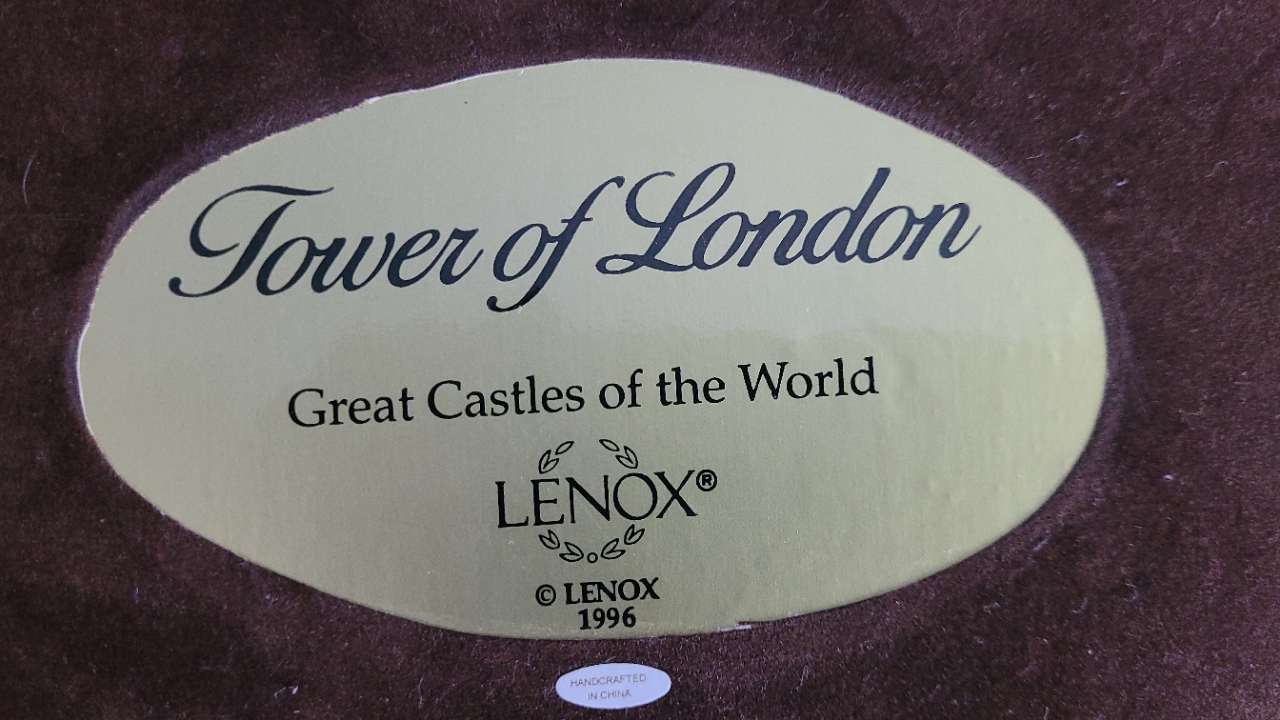 Tower of London
Great Castles of the World
LENOX®
© LENOX
1996
HANDCRAFTED
IN CHINA